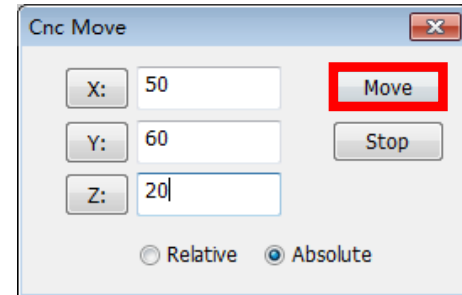 Cnc Move
X: 50 Move
Y: 60 Stop
Z: 20
Relative Absolute